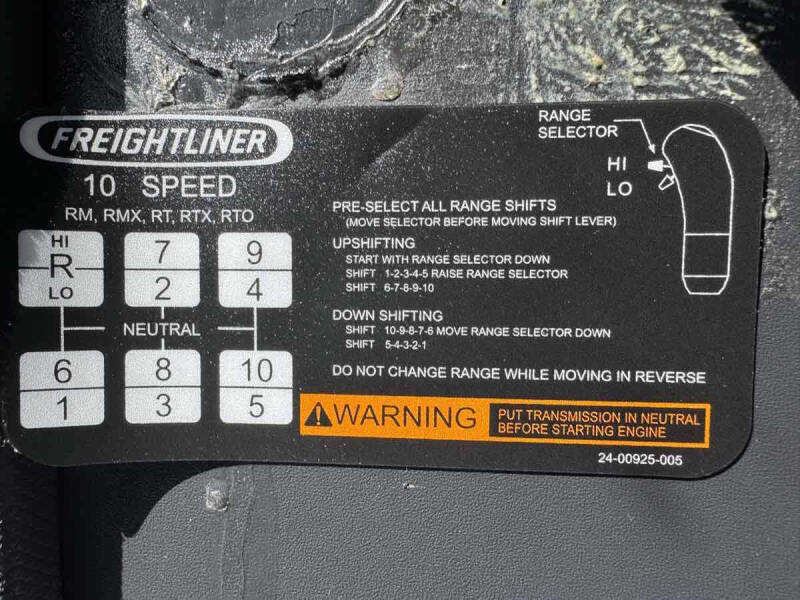 FREIGHTLINER
10 SPEED
RM, RMX, RT, RTX, RTO
HI
R
LO
7
2
9
4
NEUTRAL
6
1
8
3
10
5
RANGE
SELECTOR
HI
LO
PRE-SELECT ALL RANGE SHIFTS
(MOVE SELECTOR BEFORE MOVING SHIFT LEVER)
UPSHIFTING
START WITH RANGE SELECTOR DOWN
SHIFT 1-2-3-4-5 RAISE RANGE SELECTOR
SHIFT 6-7-8-9-10
DOWN SHIFTING
SHIFT 10-9-8-7-6 MOVE RANGE SELECTOR DOWN
SHIFT 5-4-3-2-1
DO NOT CHANGE RANGE WHILE MOVING IN REVERSE
WARNING
PUT TRANSMISSION IN NEUTRAL
BEFORE STARTING ENGINE
24-00925-005